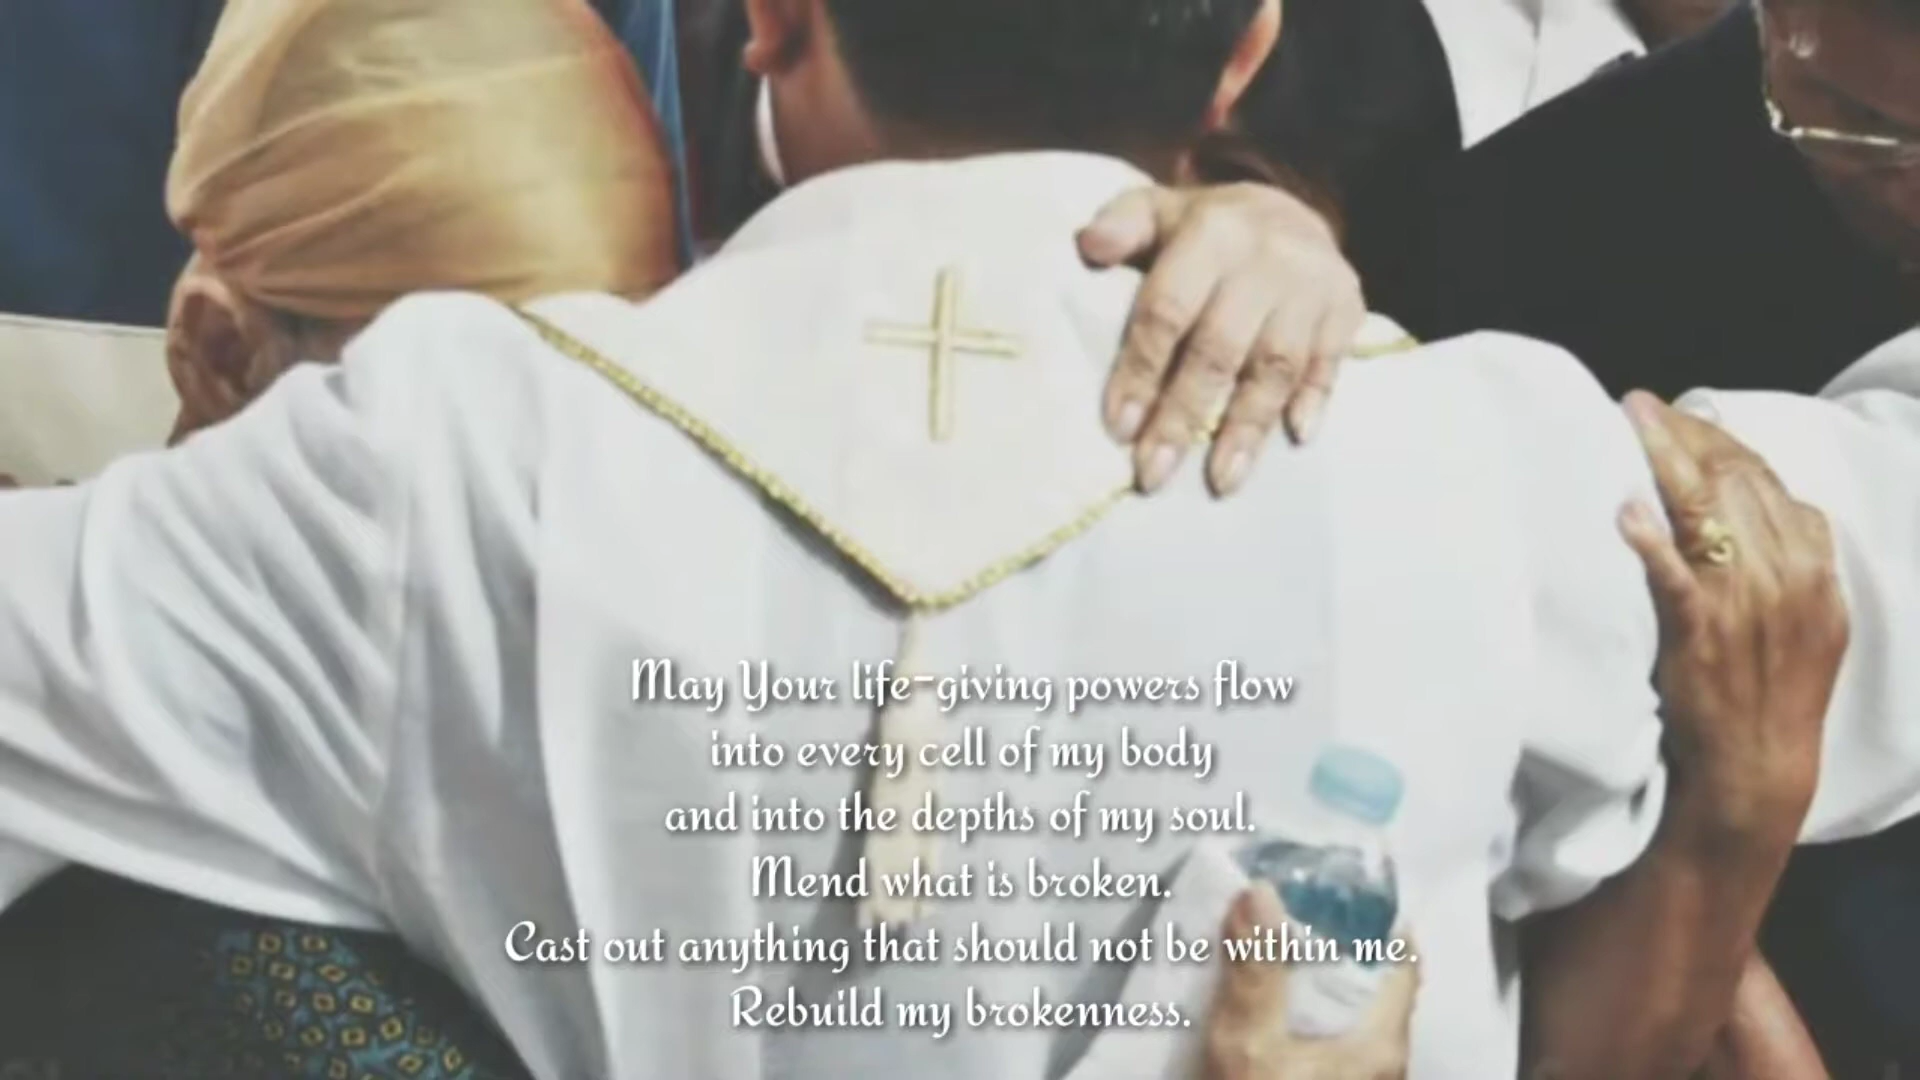 May Your life-giving powers flow
into every cell of my body
and into the depths of my soul.
Mend what is broken.
Cast out anything that should not be within me.
Rebuild my brokenness.